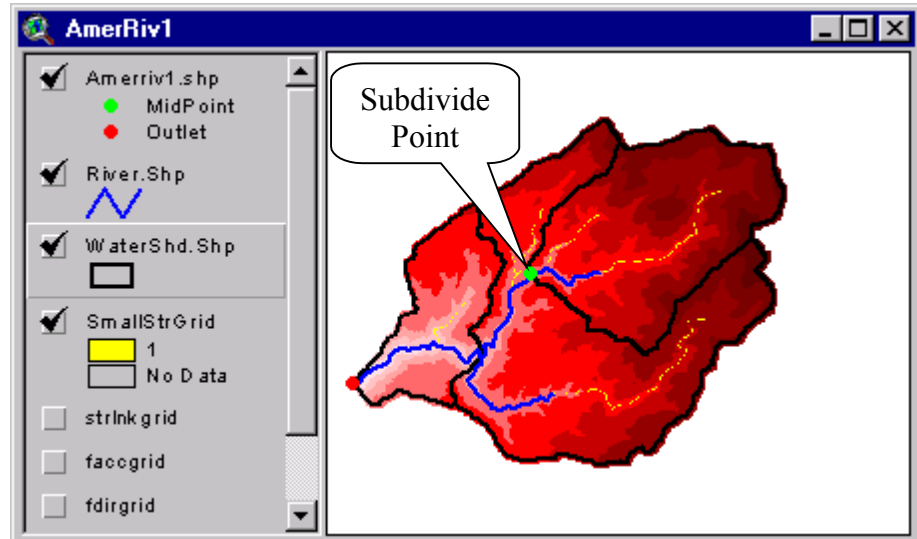 AmerRiv1
Amerriv1.shp
MidPoint
Outlet
River.Shp
WaterShd.Shp
SmallStrGrid
1
No Data
strlnkgrid
faccgrid
fdirgrid
Subdivide
Point